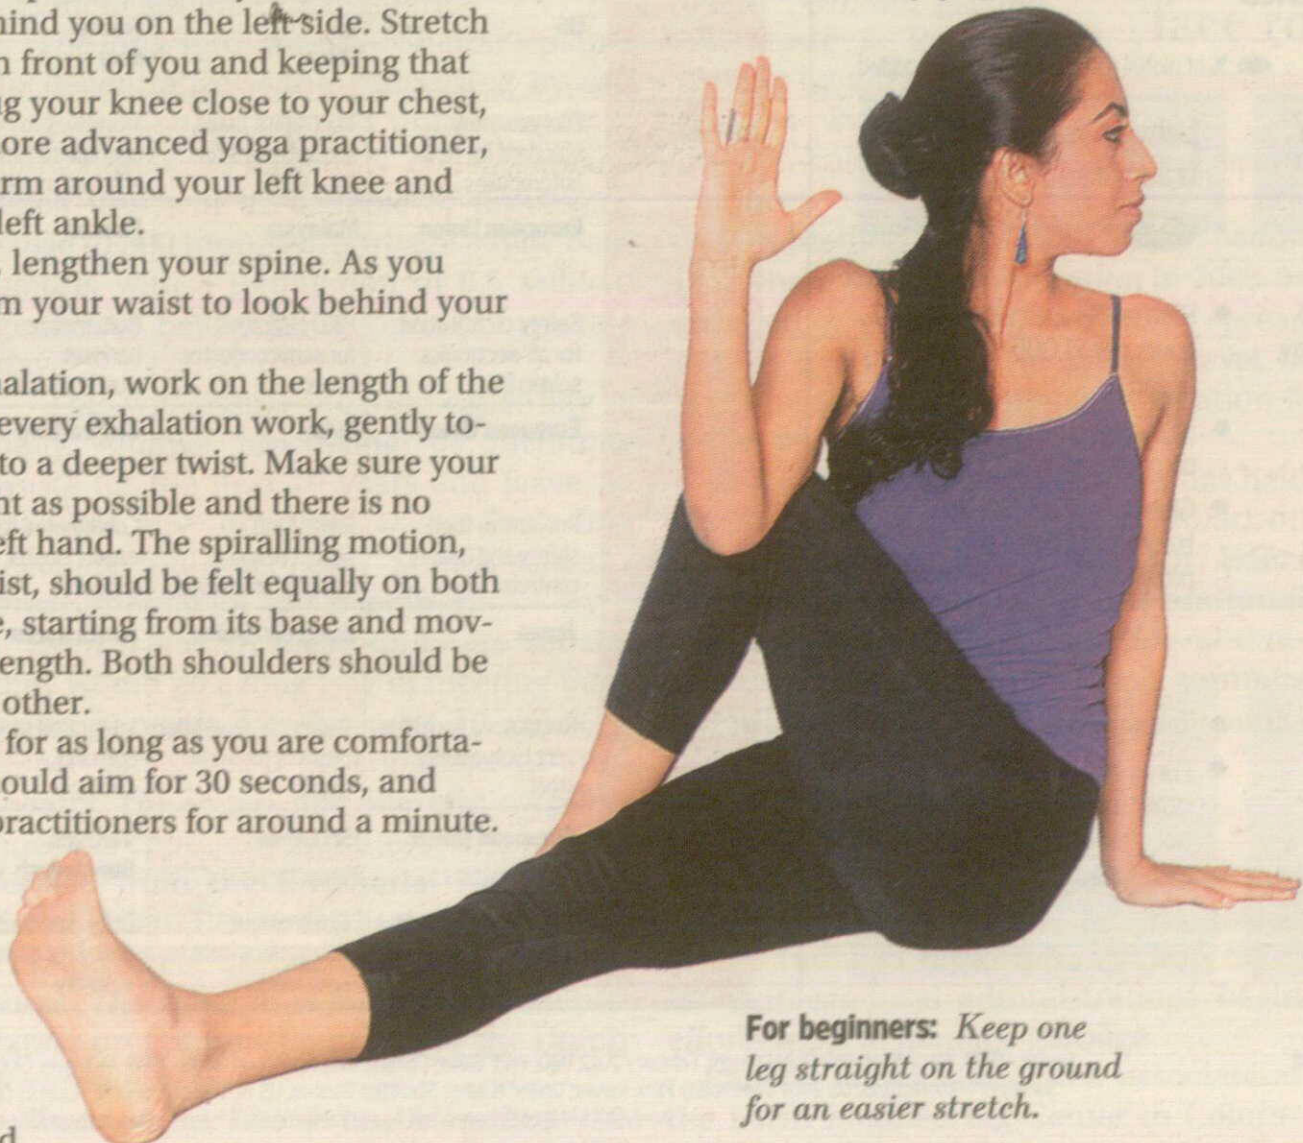 hind you on the left side. Stretch
n front of you and keeping that
g your knee close to your chest,
ore advanced yoga practitioner,
rm around your left knee and
left ankle.
lengthen your spine. As you
m your waist to look behind your
alation, work on the length of the
every exhalation work, gently to-
to a deeper twist. Make sure your
ht as possible and there is no
eft hand. The spiralling motion,
ist, should be felt equally on both
e, starting from its base and mov-
ength. Both shoulders should be
other.
for as long as you are comforta-
ould aim for 30 seconds, and
practitioners for around a minute.
For beginners: Keep one
leg straight on the ground
for an easier stretch.